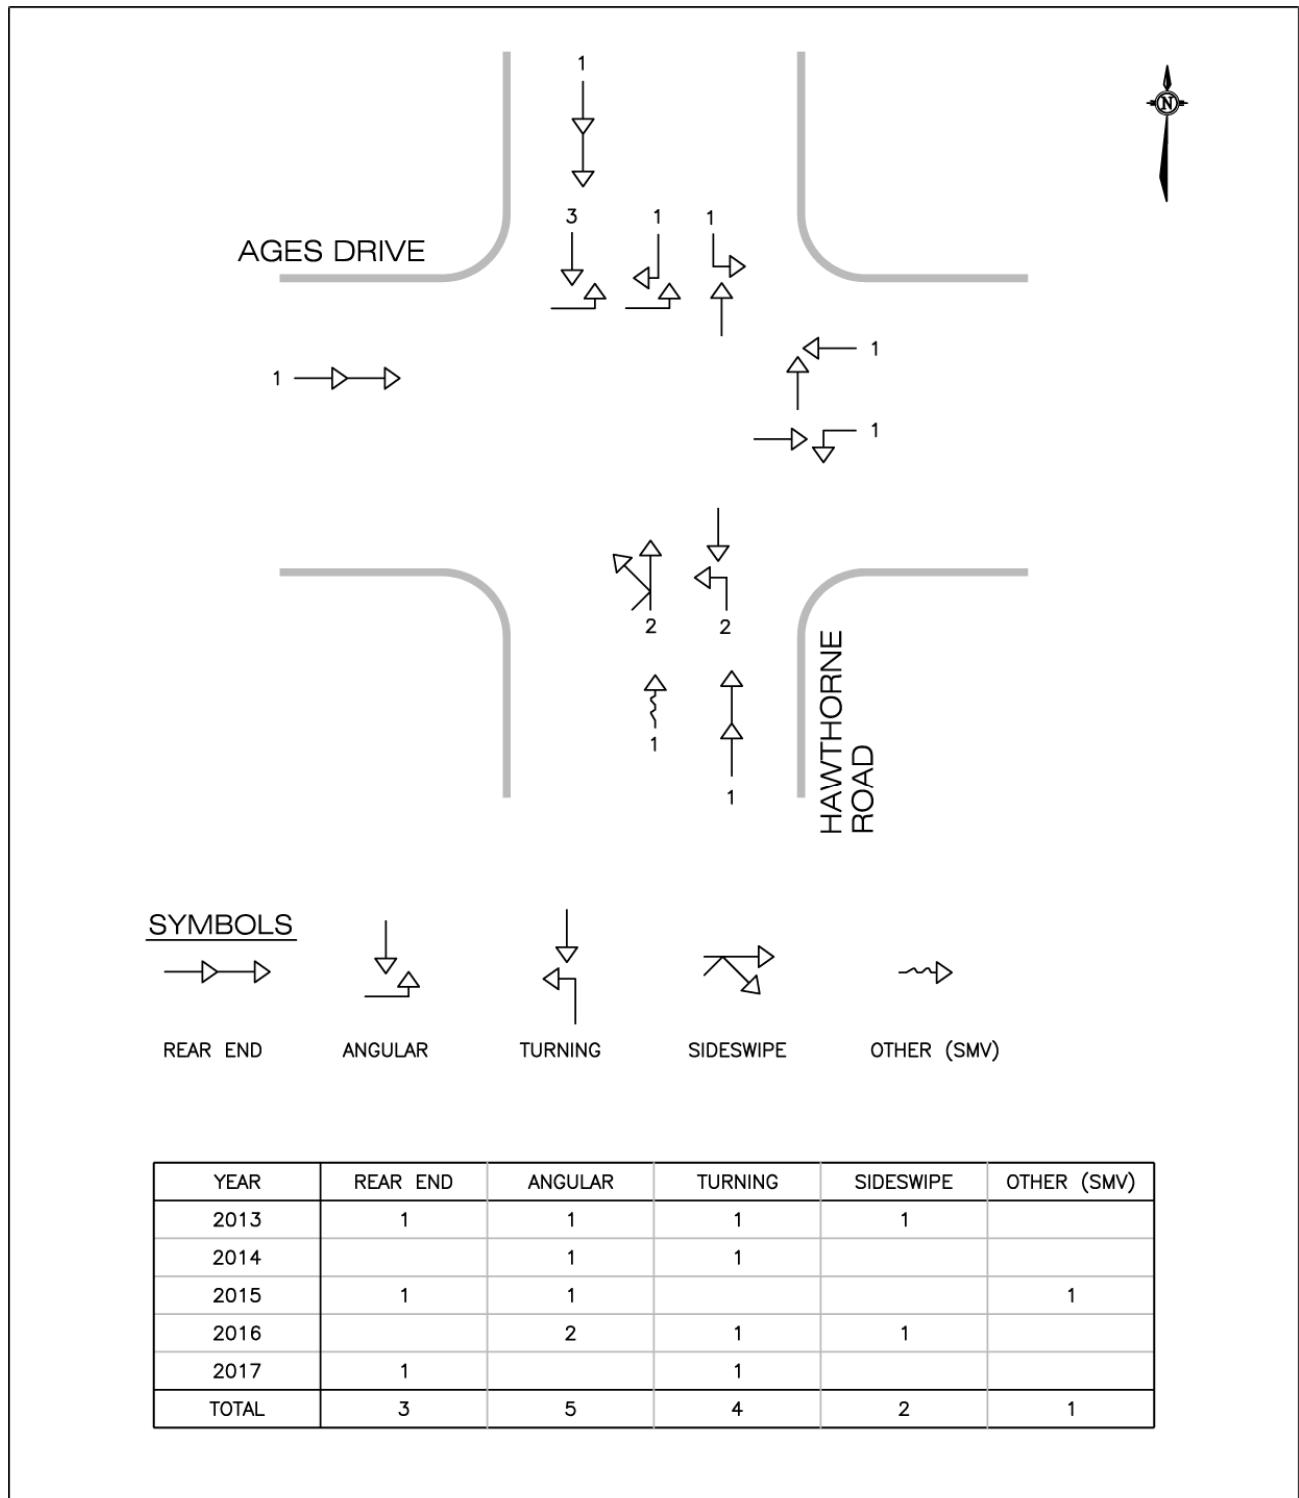 1
N
3 1 1
AGES DRIVE
1
1
1
2 2
HAWTHORNE
ROAD
1
1
SYMBOLS
REAR END ANGULAR TURNING SIDESWIPE OTHER (SMV)
YEAR REAR END ANGULAR TURNING SIDESWIPE OTHER (SMV)
2013 1 1 1 1
2014 1 1
2015 1 1 1
2016 2 1 1
2017 1 1
TOTAL 3 5 4 2 1